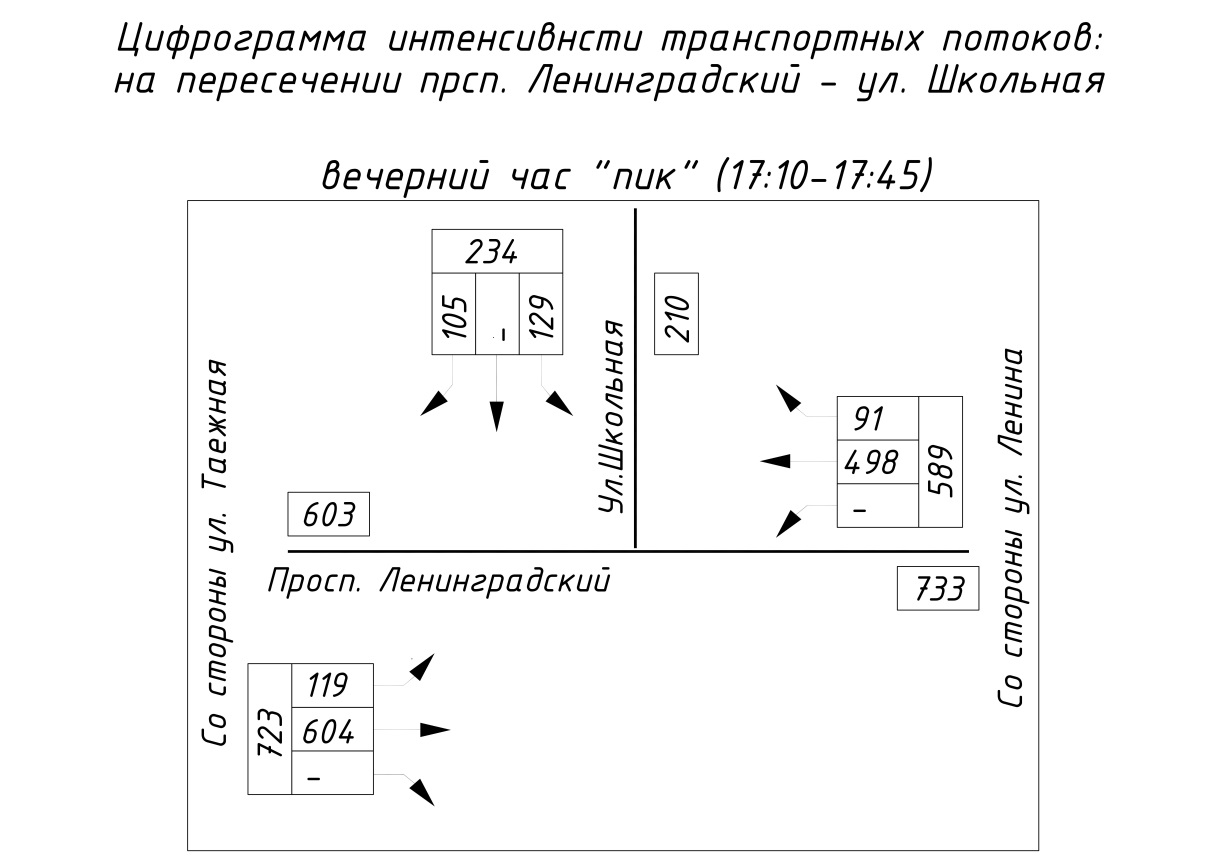 Цифрограмма интенсивнсти транспортных потоков:
на пересечении прсп. Ленинградский - ул. Школьная
вечерний час "пик" (17:10-17:45)
234
105
-
129
Ул.Школьная
210
91
498
-
589
Со стороны ул. Таежная
Со стороны ул. Ленина
603
Просп. Ленинградский
733
723
119
604
-